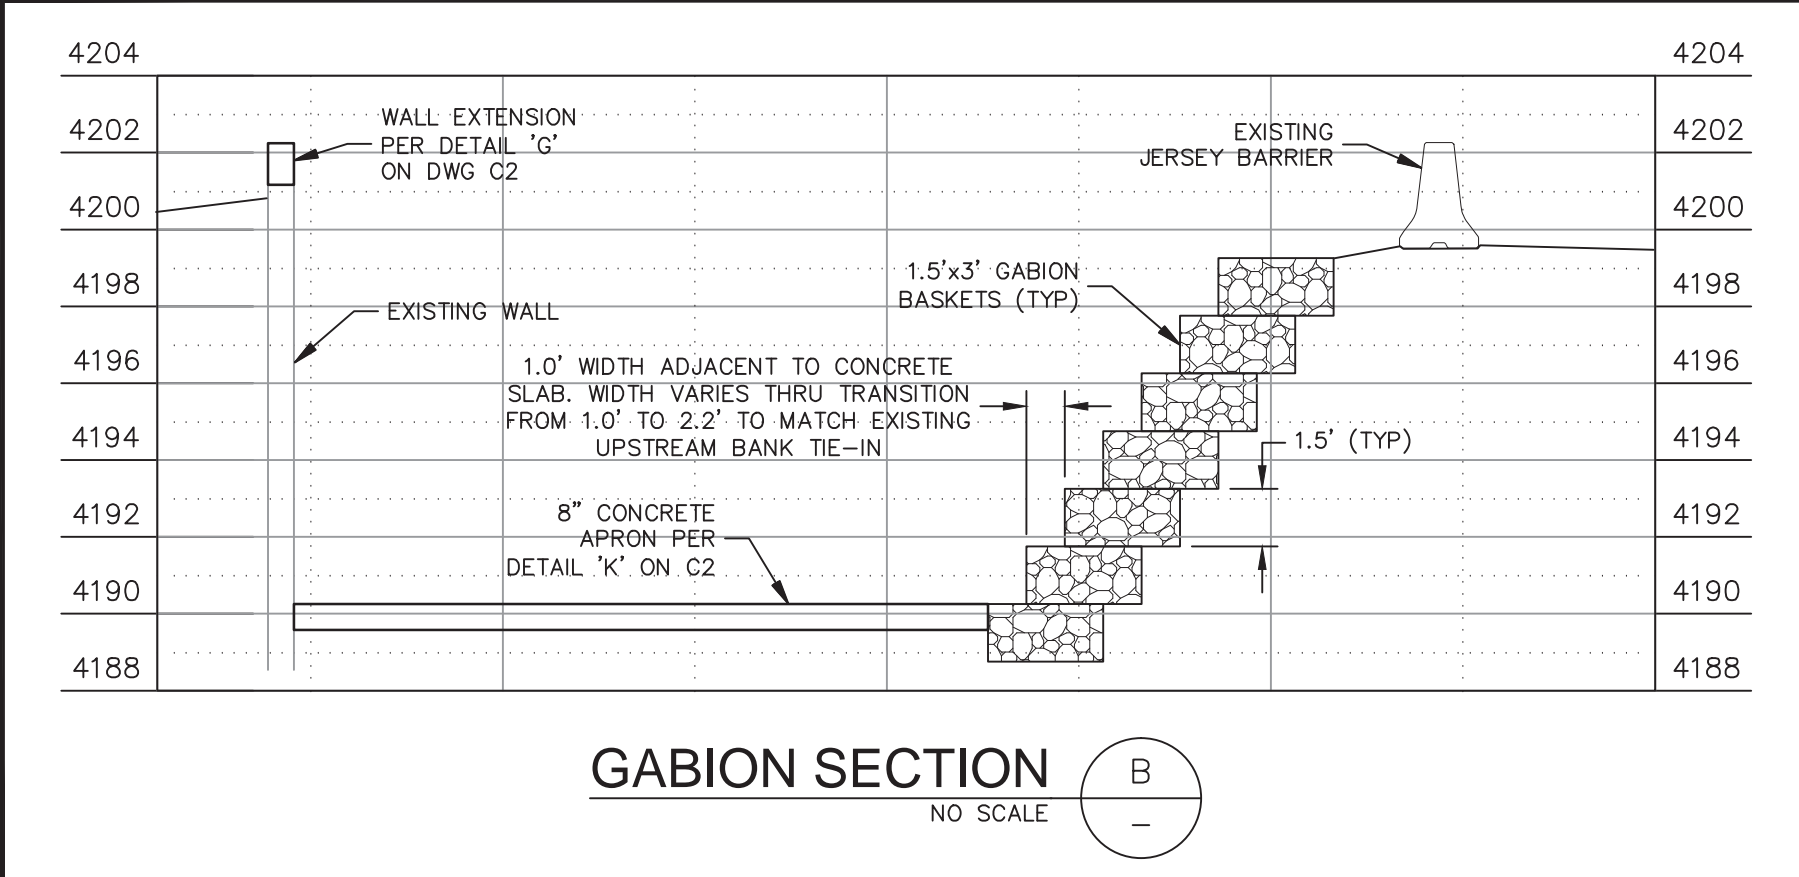 4204
4204
WALL EXTENSION
PER DETAIL 'G'
ON DWG C2
4202
EXISTING
JERSEY BARRIER
4202
4200
4200
1.5'x3' GABION
BASKETS (TYP)
4198
4198
EXISTING WALL
4196
4196
1.0' WIDTH ADJACENT TO CONCRETE
SLAB. WIDTH VARIES THRU TRANSITION
FROM 1.0' TO 2.2' TO MATCH EXISTING
UPSTREAM BANK TIE-IN
4194
1.5' (TYP)
4194
8" CONCRETE
APRON PER
DETAIL 'K' ON C2
4192
4192
4190
4190
4188
4188
GABION SECTION
NO SCALE
B
–